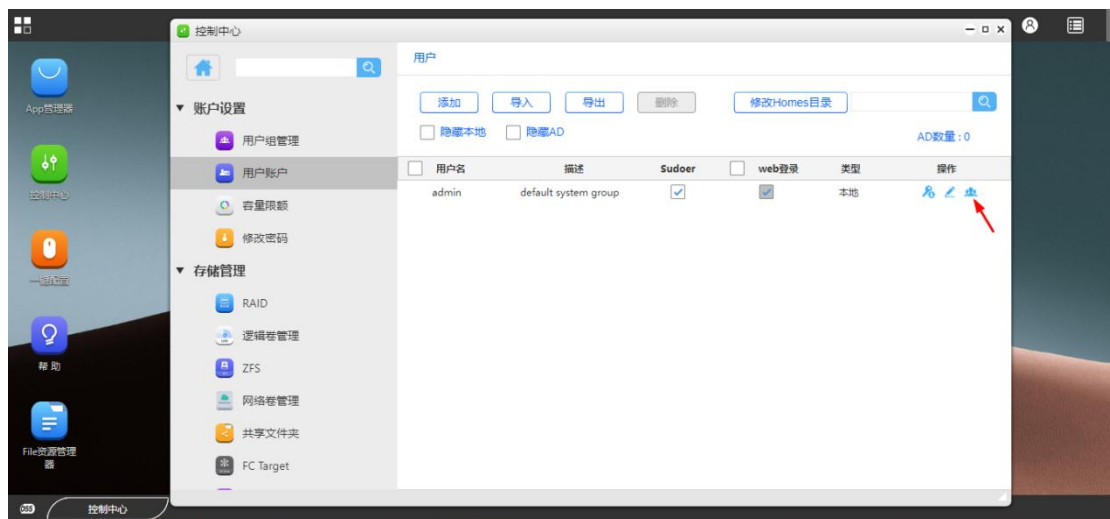 控制中心
App管理器
控制中心
一键配置
帮 助
File资源管理
器
账户设置
用户组管理
用户账户
容量限额
修改密码
存储管理
RAID
逻辑卷管理
ZFS
网络卷管理
共享文件夹
FC Target
用户
添加 导入 导出 删除 修改Homes目录
隐藏本地 隐藏AD AD数量 : 0
用户名 描述 Sudoer web登录 类型 操作
admin default system group 本地
控制中心